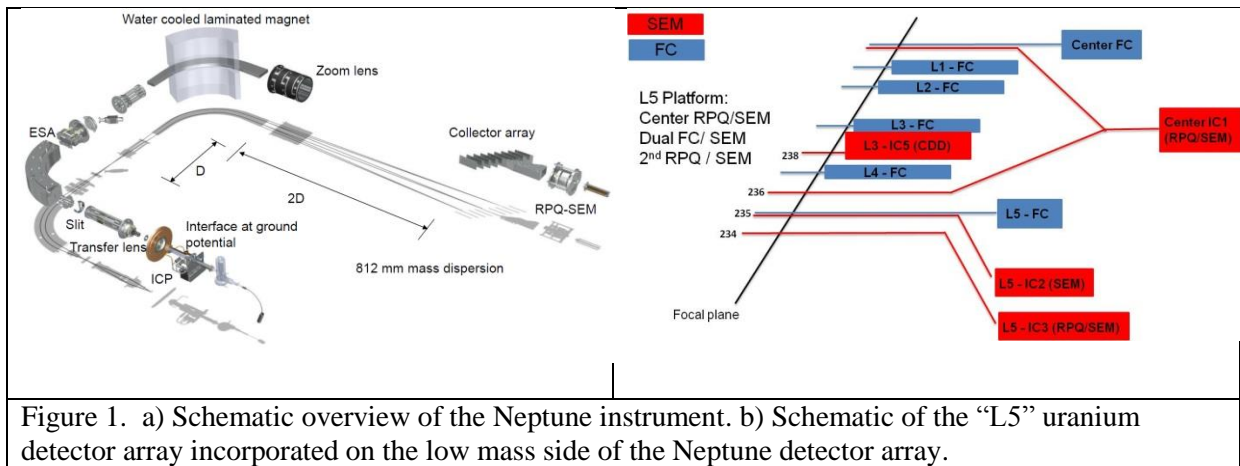 Water cooled laminated magnet
Zoom lens
ESA
Collector array
D
2D
RPQ-SEM
Slit
Interface at ground
potential
Transfer lens
ICP
812 mm mass dispersion
SEM
FC
L5 Platform:
Center RPQ/SEM
Dual FC/ SEM
2nd RPQ / SEM
Center FC
L1 - FC
L2 - FC
L3 - FC
Center IC1
(RPQ/SEM)
238
L3 - IC5 (CDD)
L4 - FC
236
235
L5 - FC
234
L5 - IC2 (SEM)
Focal plane
L5 - IC3 (RPQ/SEM)
Figure 1. a) Schematic overview of the Neptune instrument. b) Schematic of the “L5” uranium
detector array incorporated on the low mass side of the Neptune detector array.